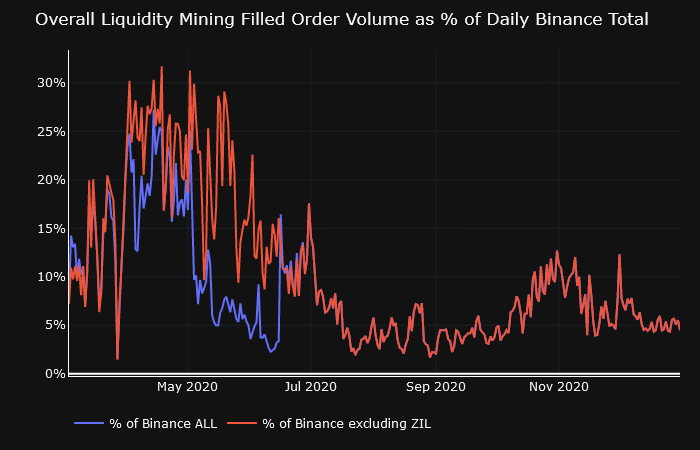 Overall Liquidity Mining Filled Order Volume as % of Daily Binance Total
30%
25%
20%
15%
10%
5%
0%
May 2020 Jul 2020 Sep 2020 Nov 2020
% of Binance ALL % of Binance excluding ZIL